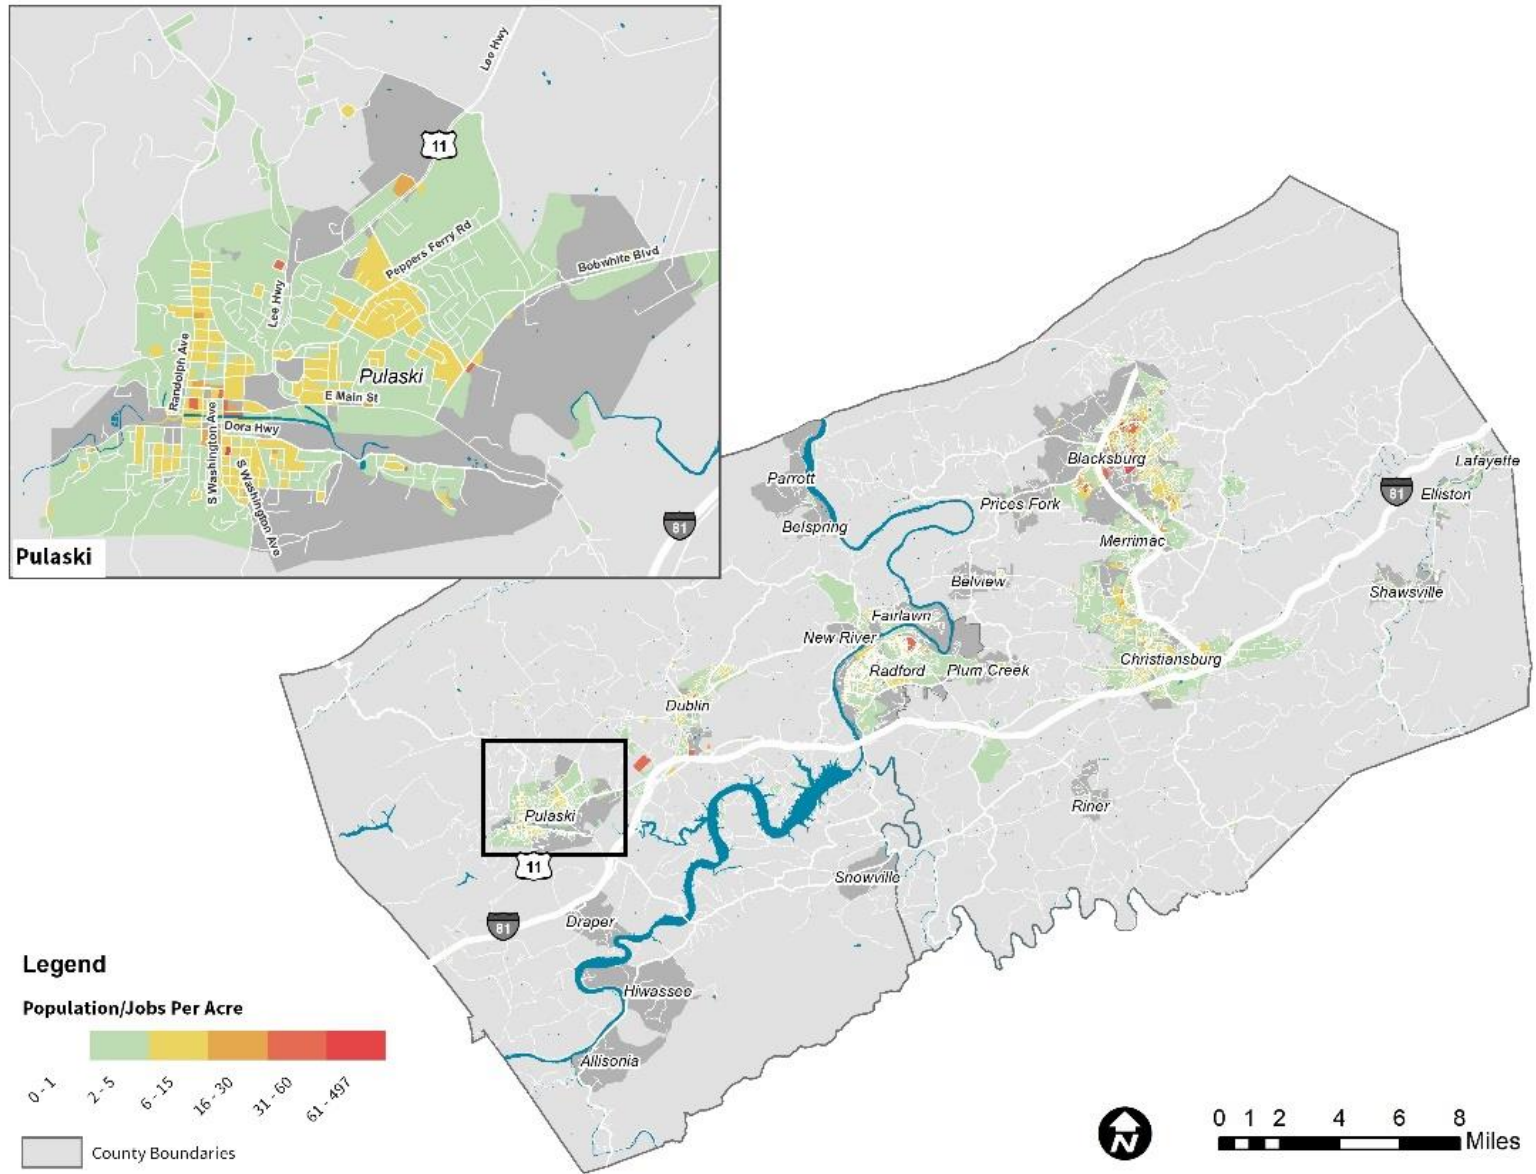 Lee Hwy
11
Peppers Ferry Rd
Bobwhite Blvd
Lee Hwy
Randolph Ave
Pulaski
E Main St
S Washington Ave
Dora Hwy
S Washington Ave
81
Pulaski
Parrott
Belspring
Prices Fork
Blacksburg
Lafayette
81
Elliston
Merrimac
Belview
Shawsville
Fairlawn
New River
Radford
Plum Creek
Christiansburg
Dublin
Pulaski
11
Riner
Snowville
Draper
81
Hiwassee
Allisonia
Legend
Population/Jobs Per Acre
0 - 1
2 - 5
6 - 15
16 - 30
31 - 60
61 - 497
County Boundaries
N
0 1 2 4 6 8
Miles